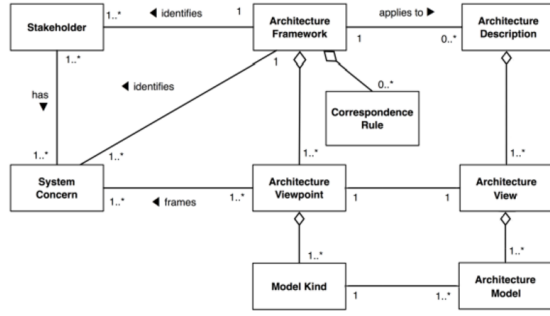 Stakeholder
1..*
◀ identifies
1
Architecture
Framework
1
applies to ▶
0..*
Architecture
Description
1..*
has
▼
◀ identifies
1
0..*
Correspondence
Rule
1..*
1..*
1..*
1..*
System
Concern
1..*
◀ frames
1..*
Architecture
Viewpoint
1
1
Architecture
View
1..*
1..*
Model Kind
1
1..*
Architecture
Model